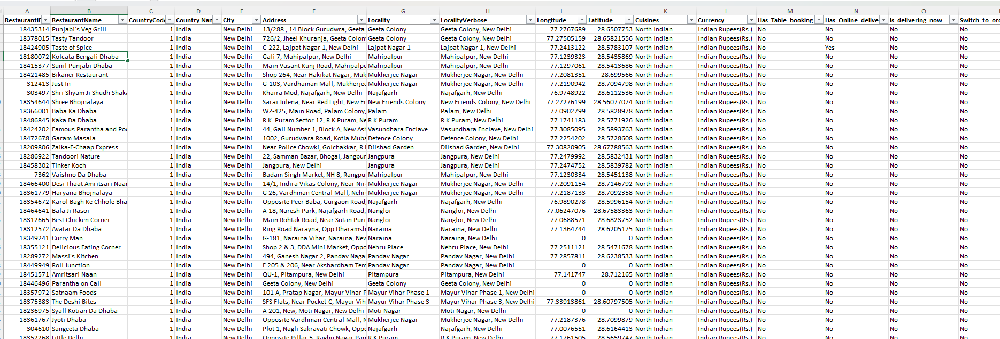 A B C D E F G H I J K L M N O
RestaurantID RestaurantName CountryCode Country Nan City Address Locality LocalityVerbose Longitude Latitude Cuisines Currency Has_Table_booking Has_Online_delive Is_delivering_now Switch_to_ord
18435314 Punjabi's Veg Grill 1 India New Delhi 13/288 , 14 Block Gurudwra, Geeta Geeta Colony Geeta Colony, New Delhi 77.2767689 28.6507753 North Indian Indian Rupees(Rs.) No No No No
18378015 Tasty Tandoor 1 India New Delhi 726/2, Jheel Khuranja, Geeta Colon Geeta Colony Geeta Colony, New Delhi 77.27505159 28.65821556 North Indian Indian Rupees(Rs.) No No No No
18424905 Taste of Spice 1 India New Delhi C-222, Lajpat Nagar 1, New Delhi Lajpat Nagar 1 Lajpat Nagar 1, New Delhi 77.2413122 28.5783107 North Indian Indian Rupees(Rs.) No Yes No No
18180072 Kolcata Bengali Dhaba 1 India New Delhi Gali 7, Mahipalpur, New Delhi Mahipalpur Mahipalpur, New Delhi 77.1239323 28.5435869 North Indian Indian Rupees(Rs.) No No No No
18415377 Sunil Punjabi Dhaba 1 India New Delhi Main Vasant Kunj Road, Mahipalpu Mahipalpur Mahipalpur, New Delhi 77.1297061 28.5413686 North Indian Indian Rupees(Rs.) No No No No
18421485 Bikaner Restaurant 1 India New Delhi Shop 264, Near Hakikat Nagar, Muk Mukherjee Nagar Mukherjee Nagar, New Delhi 77.2081351 28.699566 North Indian Indian Rupees(Rs.) No No No No
312413 Just In 1 India New Delhi G-103, Vardhaman Mall, Mukherjee Mukherjee Nagar Mukherjee Nagar, New Delhi 77.2190942 28.7094798 North Indian Indian Rupees(Rs.) No No No No
303497 Shri Shyam Ji Shudh Shaka 1 India New Delhi Khaira Mod, Najafgarh, New Delhi Najafgarh Najafgarh, New Delhi 76.9748922 28.6112536 North Indian Indian Rupees(Rs.) No No No No
18354644 Shree Bhojnalaya 1 India New Delhi Sarai Julena, Near Red Light, New Fr New Friends Colony New Friends Colony, New Delhi 77.27276199 28.56077074 North Indian Indian Rupees(Rs.) No No No No
18366001 Baba Ka Dhaba 1 India New Delhi WZ-425, Main Road, Palam Colony, Palam Palam, New Delhi 77.0902799 28.5828978 North Indian Indian Rupees(Rs.) No No No No
18486845 Kaka Da Dhaba 1 India New Delhi R.K. Puram Sector 12, R K Puram, Ne R K Puram R K Puram, New Delhi 77.1741183 28.5771926 North Indian Indian Rupees(Rs.) No No No No
18424202 Famous Parantha and Poo 1 India New Delhi 44, Gali Number 1, Block A, New Ash Vasundhara Enclave Vasundhara Enclave, New Delhi 77.3085095 28.5893763 North Indian Indian Rupees(Rs.) No No No No
18472678 Garam Masala 1 India New Delhi 1002, Gurudwara Road, Kotla Muba Defence Colony Defence Colony, New Delhi 77.2254202 28.5728608 North Indian Indian Rupees(Rs.) No No No No
18209806 Zaika-E-Chaap Express 1 India New Delhi Near Police Chowki, Golchakkar, R Dilshad Garden Dilshad Garden, New Delhi 77.30820905 28.67788563 North Indian Indian Rupees(Rs.) No No No No
18286922 Tandoori Nature 1 India New Delhi 22, Samman Bazar, Bhogal, Jangpur Jangpura Jangpura, New Delhi 77.2479992 28.5832431 North Indian Indian Rupees(Rs.) No No No No
18458302 Tinker Koch 1 India New Delhi Jangpura, New Delhi Jangpura Jangpura, New Delhi 77.2474752 28.5839782 North Indian Indian Rupees(Rs.) No No No No
7362 Vaishno Da Dhaba 1 India New Delhi Badam Singh Market, NH 8, Rangpu Mahipalpur Mahipalpur, New Delhi 77.1230334 28.5451138 North Indian Indian Rupees(Rs.) No No No No
18466400 Desi Thaat Amritsari Naar 1 India New Delhi 14/1, Indira Vikas Colony, Near Nir Mukherjee Nagar Mukherjee Nagar, New Delhi 77.2091154 28.7146792 North Indian Indian Rupees(Rs.) No No No No
18361779 Haryana Bhojnalaya 1 India New Delhi G 26, Vardhman Central Mall, Nehru Mukherjee Nagar Mukherjee Nagar, New Delhi 77.2187133 28.7092358 North Indian Indian Rupees(Rs.) No No No No
18354672 Karol Bagh Ke Chhole Bha 1 India New Delhi Opposite Peer Baba, Gurgaon Road, Najafgarh Najafgarh, New Delhi 76.9890278 28.5996154 North Indian Indian Rupees(Rs.) No No No No
18464641 Bala Ji Rasoi 1 India New Delhi A-18, Naresh Park, Najafgarh Road, Nangloi Nangloi, New Delhi 77.06247076 28.67583363 North Indian Indian Rupees(Rs.) No No No No
18312665 Best Chicken Corner 1 India New Delhi Main Rohtak Road, Near Sutan Puri Nangloi Nangloi, New Delhi 77.0688571 28.6823752 North Indian Indian Rupees(Rs.) No No No No
18312572 Avatar Da Dhaba 1 India New Delhi Ring Road Narayna, Opp Dharamsh Naraina Naraina, New Delhi 77.1364744 28.6205175 North Indian Indian Rupees(Rs.) No No No No
18349241 Curry Man 1 India New Delhi G-181, Naraina Vihar, Naraina, New Naraina Naraina, New Delhi 0 0 North Indian Indian Rupees(Rs.) No No No No
18355121 Delicious Eating Corner 1 India New Delhi Shop 2 & 3, DDA Mini Market, Oppo Nehru Place Nehru Place, New Delhi 77.2511121 28.5471678 North Indian Indian Rupees(Rs.) No No No No
18289272 Massi's Kitchen 1 India New Delhi 494, Ganesh Nagar 2, Pandav Nagar Pandav Nagar Pandav Nagar, New Delhi 77.2857811 28.6238533 North Indian Indian Rupees(Rs.) No No No No
18449949 Roll Junction 1 India New Delhi F 205 & 206, Near Akshardham Tem Pandav Nagar Pandav Nagar, New Delhi 0 0 North Indian Indian Rupees(Rs.) No No No No
18451571 Amritsari Naan 1 India New Delhi QU-1, Pitampura, New Delhi Pitampura Pitampura, New Delhi 77.141747 28.712165 North Indian Indian Rupees(Rs.) No No No No
18446496 Parantha on Call 1 India New Delhi Geeta Colony, New Delhi Geeta Colony Geeta Colony, New Delhi 0 0 North Indian Indian Rupees(Rs.) No No No No
18357972 Satnaam Foods 1 India New Delhi 101 A, Pratap Nagar, Mayur Vihar P Mayur Vihar Phase 1 Mayur Vihar Phase 1, New Delhi 0 0 North Indian Indian Rupees(Rs.) No No No No
18375383 The Deshi Bites 1 India New Delhi SFS Flats, Near Pocket-C, Mayur Vih Mayur Vihar Phase 3 Mayur Vihar Phase 3, New Delhi 77.33913861 28.60797505 North Indian Indian Rupees(Rs.) No No No No
18236975 Syall Kotian Da Dhaba 1 India New Delhi A-201, New, Moti Nagar, New Delhi Moti Nagar Moti Nagar, New Delhi 0 0 North Indian Indian Rupees(Rs.) No No No No
18361767 Jyoti Dhaba 1 India New Delhi Opposite Vardhman Central Mall, N Mukherjee Nagar Mukherjee Nagar, New Delhi 77.2187376 28.7099879 North Indian Indian Rupees(Rs.) No No No No
304610 Sangeeta Dhaba 1 India New Delhi Plot 1, Nagli Sakravati Chowk, Oppo Najafgarh Najafgarh, New Delhi 77.0076551 28.6164413 North Indian Indian Rupees(Rs.) No No No No
18352268 Little Delhi 1 India New Delhi Opposite Pillar 5, Raghu Nagar Pan R K Puram R K Puram, New Delhi 77.1761505 28.5659747 North Indian Indian Rupees(Rs.) No No No No